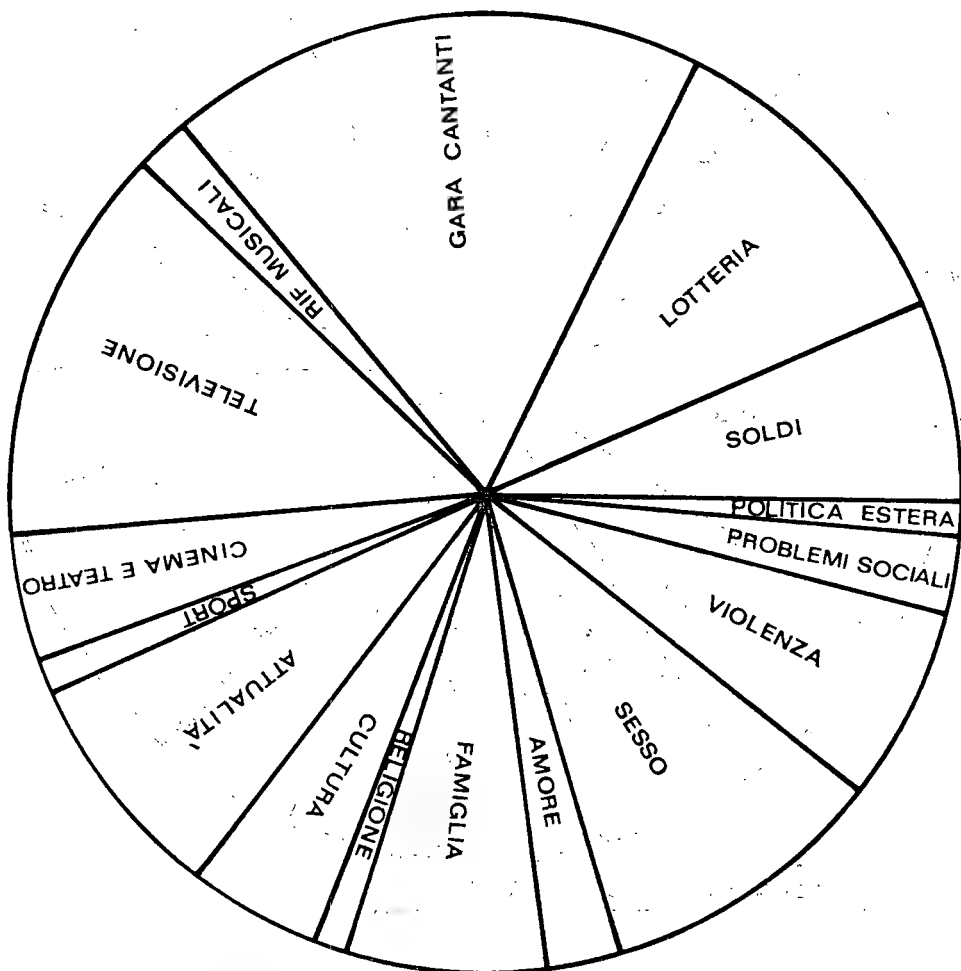 GARA CANTANTI
LOTTERIA
SOLDI
POLITICA ESTERA
PROBLEMI SOCIALI
VIOLENZA
SESSO
AMORE
FAMIGLIA
RELIGIONE
CULTURA
ATTUALITÀ
SPORT
CINEMA E TEATRO
TELEVISIONE
RIF MUSICALI